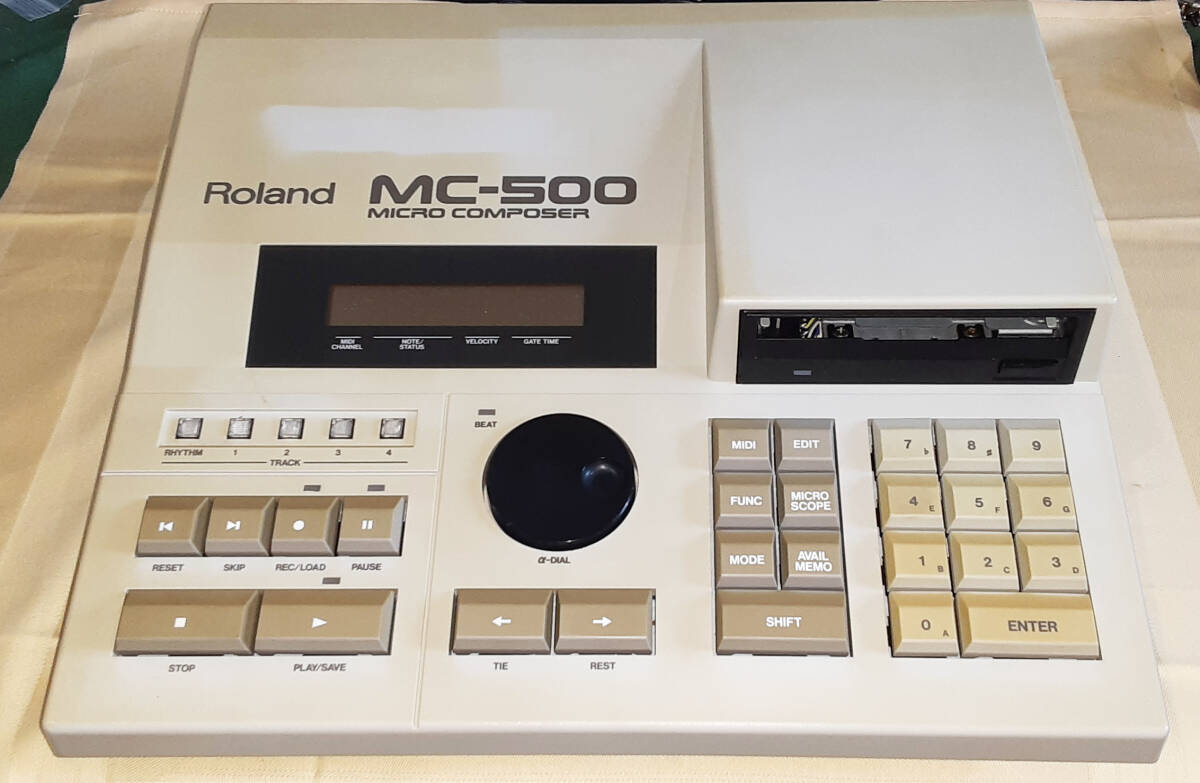 Roland MC-500
MICRO COMPOSER
MIDI CHANNEL
NOTE/ STATUS
VELOCITY
GATE TIME
RHYTHM 1 2 3 4
TRACK
RESET SKIP REC/LOAD PAUSE
STOP PLAY/SAVE
BEAT
α-DIAL
TIE REST
MIDI EDIT
FUNC MICRO SCOPE
MODE AVAIL MEMO
SHIFT
7 ♭ 8 # 9
4 E 5 F 6 G
1 B 2 C 3 D
0 A ENTER